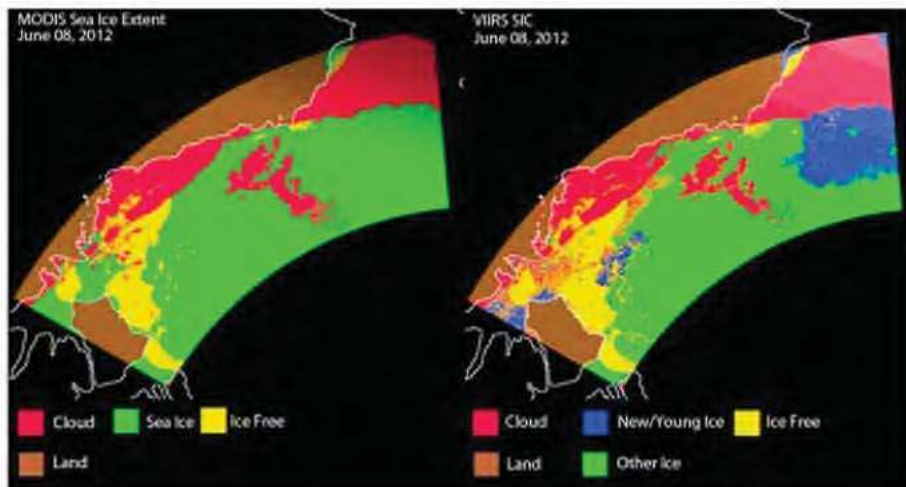 MODIS Sea Ice Extent
June 08, 2012
Cloud
Sea Ice
Ice Free
Land
VIIRS SIC
June 08, 2012
Cloud
New/Young Ice
Ice Free
Land
Other Ice